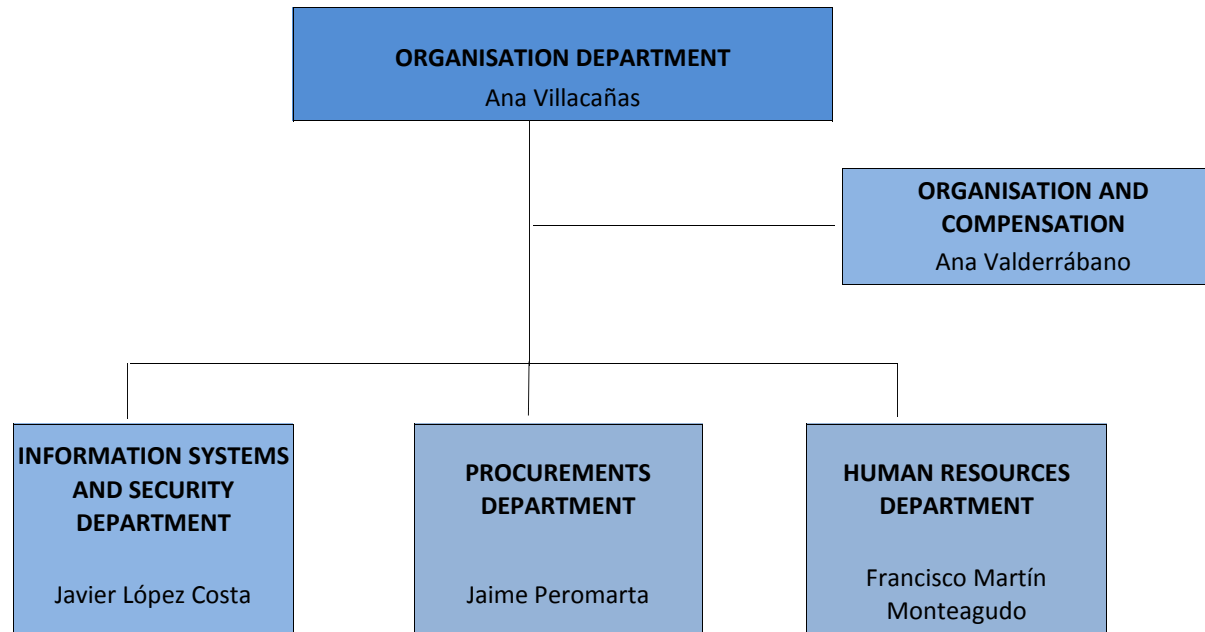 ORGANISATION DEPARTMENT
Ana Villacañas
ORGANISATION AND
COMPENSATION
Ana Valderrábano
INFORMATION SYSTEMS
AND SECURITY
DEPARTMENT
Javier López Costa
PROCUREMENTS
DEPARTMENT
Jaime Peromarta
HUMAN RESOURCES
DEPARTMENT
Francisco Martín
Monteagudo